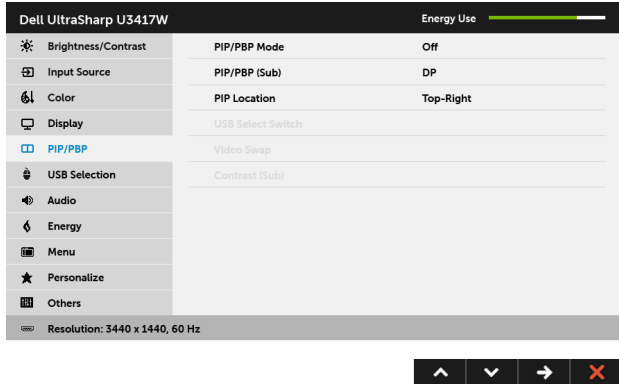 Dell UltraSharp U3417W Energy Use
Brightness/Contrast PIP/PBP Mode Off
Input Source PIP/PBP (Sub) DP
Color PIP Location Top-Right
Display USB Select Switch
PIP/PBP Video Swap
USB Selection Contrast (Sub)
Audio
Energy
Menu
Personalize
Others
Resolution: 3440 x 1440, 60 Hz